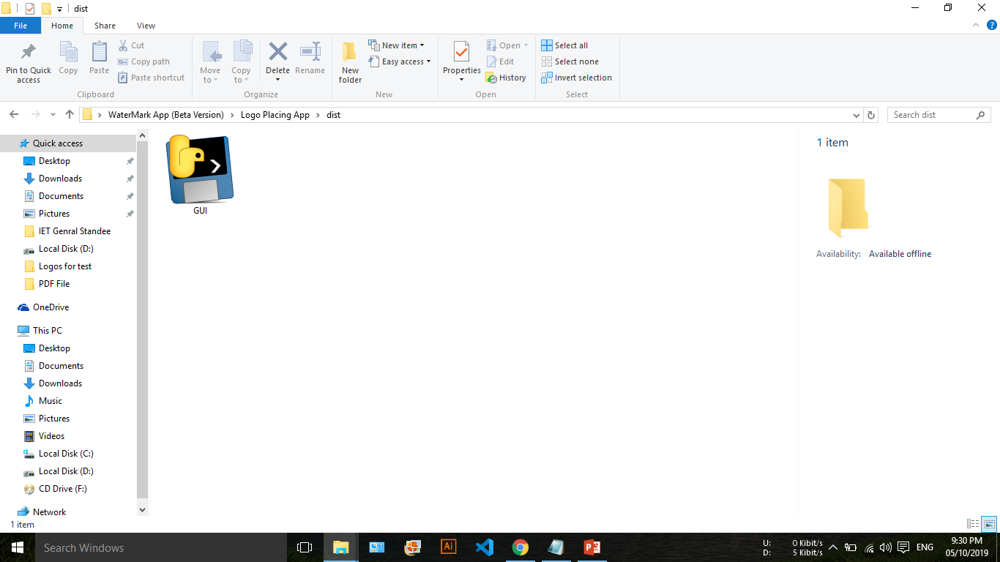 dist
File Home Share View
Pin to Quick access
Copy
Paste
Cut
Copy path
Paste shortcut
Clipboard
Move to
Copy to
Delete
Rename
Organize
New folder
New item
Easy access
New
Properties
Open
Edit
History
Open
Select all
Select none
Invert selection
Select
WaterMark App (Beta Version) Logo Placing App dist
Search dist
Quick access
Desktop
Downloads
Documents
Pictures
IET Genral Standee
Local Disk (D:)
Logos for test
PDF File
OneDrive
This PC
Desktop
Documents
Downloads
Music
Pictures
Videos
Local Disk (C:)
Local Disk (D:)
CD Drive (F:)
Network
GUI
1 item
Availability: Available offline
1 item
Search Windows
Ai
U: 0 Kibit/s
D: 5 Kibit/s
ENG
9:30 PM
05/10/2019